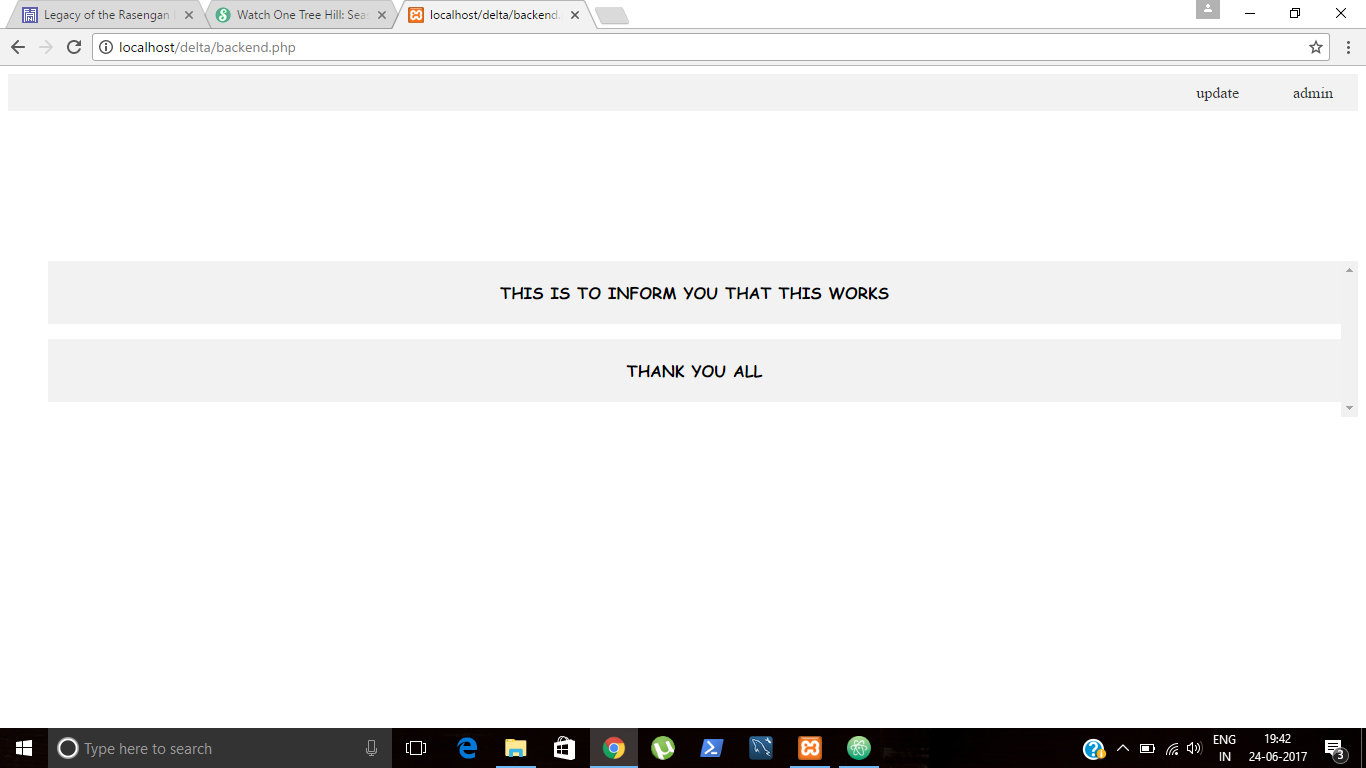 Legacy of the Rasengan
Watch One Tree Hill: Seas
localhost/delta/backend.
localhost/delta/backend.php
update
admin
THIS IS TO INFORM YOU THAT THIS WORKS
THANK YOU ALL
Type here to search
ENG
IN
19:42
24-06-2017
3